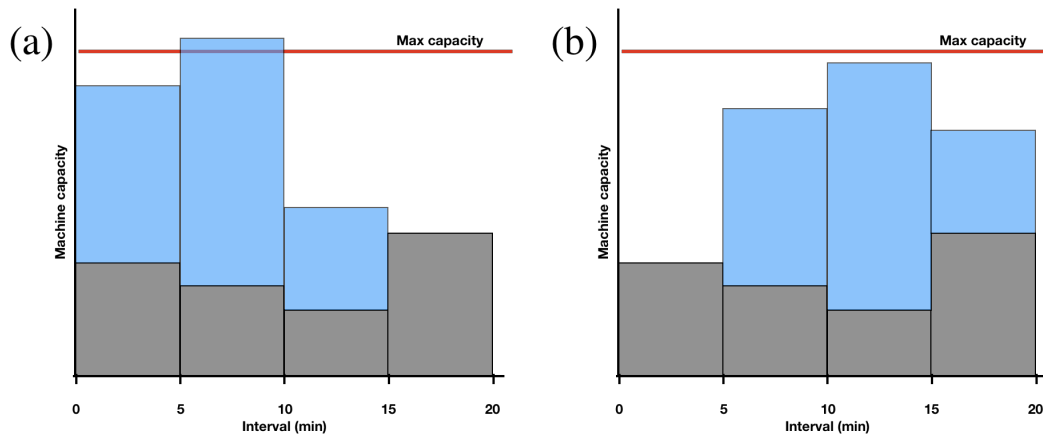 (a)
Max capacity
Machine capacity
0 5 10 15 20
Interval (min)
(b)
Max capacity
Machine capacity
0 5 10 15 20
Interval (min)